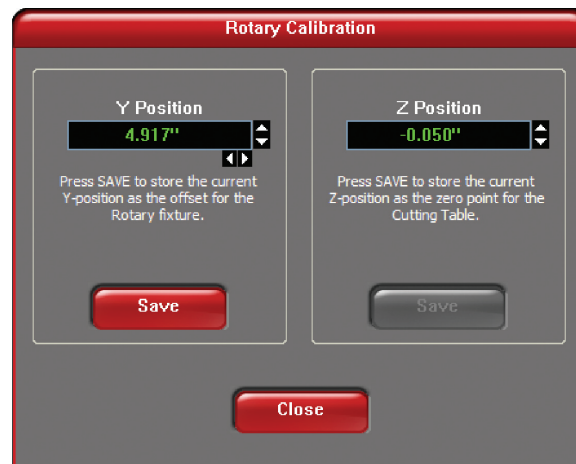 Rotary Calibration
Y Position
4.917"
Press SAVE to store the current
Y-position as the offset for the
Rotary fixture.
Save
Z Position
-0.050"
Press SAVE to store the current
Z-position as the zero point for the
Cutting Table.
Save
Close